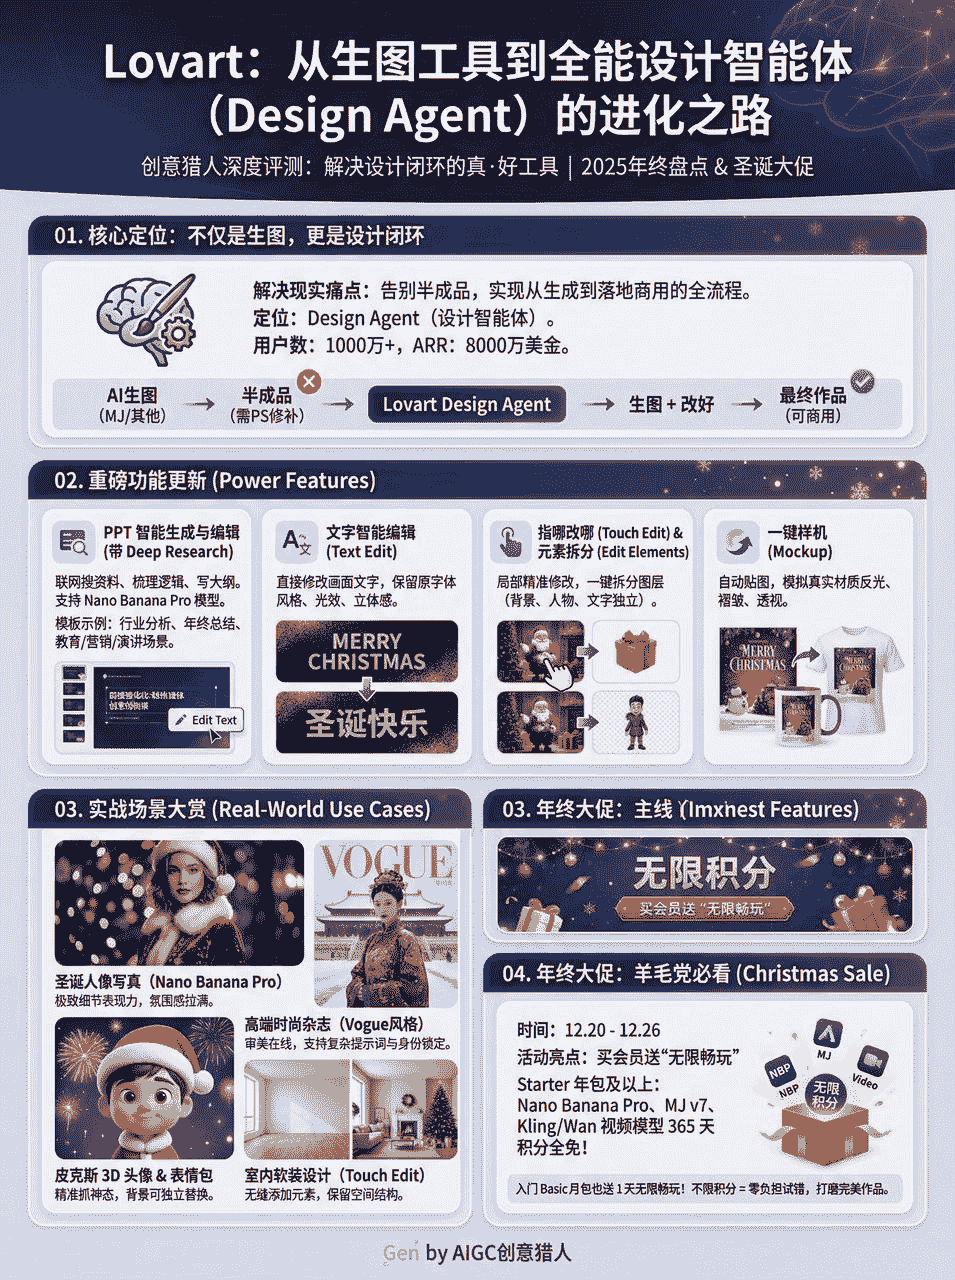 Lovart：从生图工具到全能设计智能体
（Design Agent）的进化之路
创意猎人深度评测：解决设计闭环的真·好工具 | 2025年终盘点 & 圣诞大促
01. 核心定位：不仅是生图，更是设计闭环
解决现实痛点：告别半成品，实现从生成到落地商用的全流程。
定位：Design Agent（设计智能体）。
用户数：1000万+，ARR：8000万美金。
AI生图
（MJ/其他）
半成品
（需PS修补）
Lovart Design Agent
生图 + 改好
最终作品
（可商用）
02. 重磅功能更新 (Power Features)
PPT 智能生成与编辑
(带 Deep Research)
联网搜资料、梳理逻辑、写大纲。
支持 Nano Banana Pro 模型。
模板示例：行业分析、年终总结、
教育/营销/演讲场景。
Edit Text
文字智能编辑
(Text Edit)
直接修改画面文字，保留原字体
风格、光效、立体感。
MERRY
CHRISTMAS
圣诞快乐
指哪改哪 (Touch Edit) &
元素拆分 (Edit Elements)
局部精准修改，一键拆分图层
（背景、人物、文字独立）。
一键样机
(Mockup)
自动贴图，模拟真实材质反光、
褶皱、透视。
MERRY
CHRISTMAS
MERRY
CHRISTMAS
03. 实战场景大赏 (Real-World Use Cases)
VOGUE
圣诞人像写真（Nano Banana Pro）
极致细节表现力，氛围感拉满。
高端时尚杂志（Vogue风格）
审美在线，支持复杂提示词与身份锁定。
皮克斯 3D 头像 & 表情包
精准抓神态，背景可独立替换。
室内软装设计（Touch Edit）
无缝添加元素，保留空间结构。
03. 年终大促：主线 (Imxnest Features)
无限积分
买会员送 “无限畅玩”
04. 年终大促：羊毛党必看 (Christmas Sale)
时间：12.20 - 12.26
活动亮点：买会员送“无限畅玩”
Starter 年包及以上：
Nano Banana Pro、MJ v7、
Kling/Wan 视频模型 365 天
积分全免！
MJ
NBP
NBP
Video
无限
积分
入门 Basic 月包也送 1 天无限畅玩！不限积分 = 零负担试错，打磨完美作品。
Gen by AIGC创意猎人